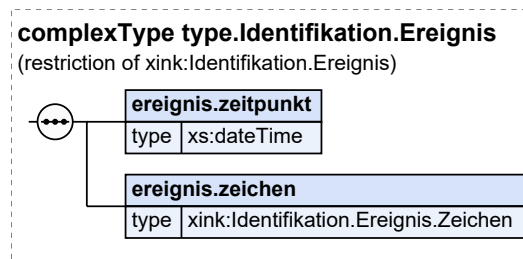 complexType type.Identifikation.Ereignis
(restriction of xink:Identifikation.Ereignis)
ereignis.zeitpunkt
type xs:dateTime
ereignis.zeichen
type xink:Identifikation.Ereignis.Zeichen